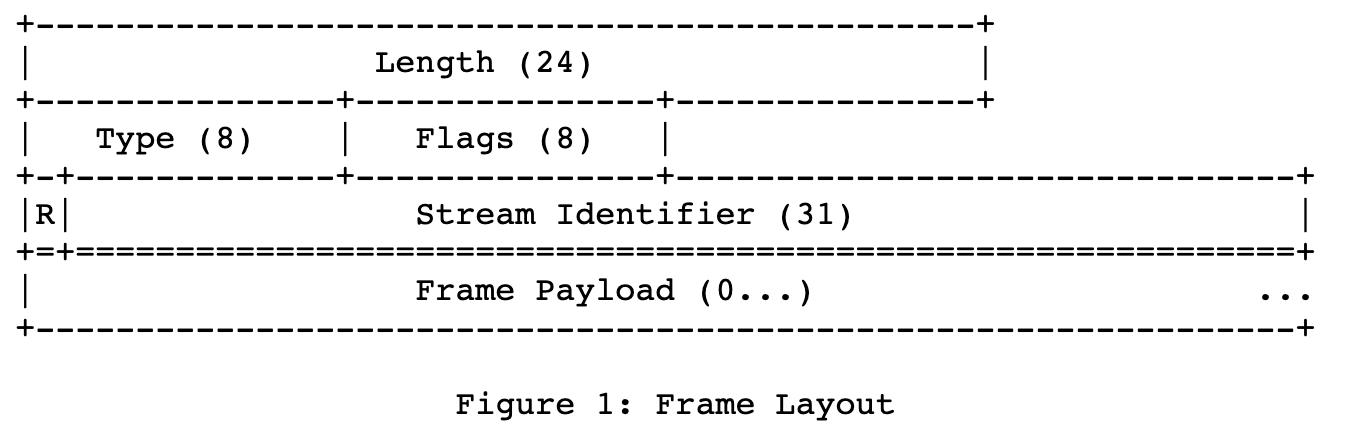 +-----------------------------------------------+
|                 Length (24)                   |
+---------------+---------------+---------------+
|   Type (8)    |   Flags (8)   |
+-+-------------+---------------+-------------------------------+
|R|                 Stream Identifier (31)                      |
+=+=============================================================+
|                   Frame Payload (0...)                      ...
+---------------------------------------------------------------+
Figure 1: Frame Layout